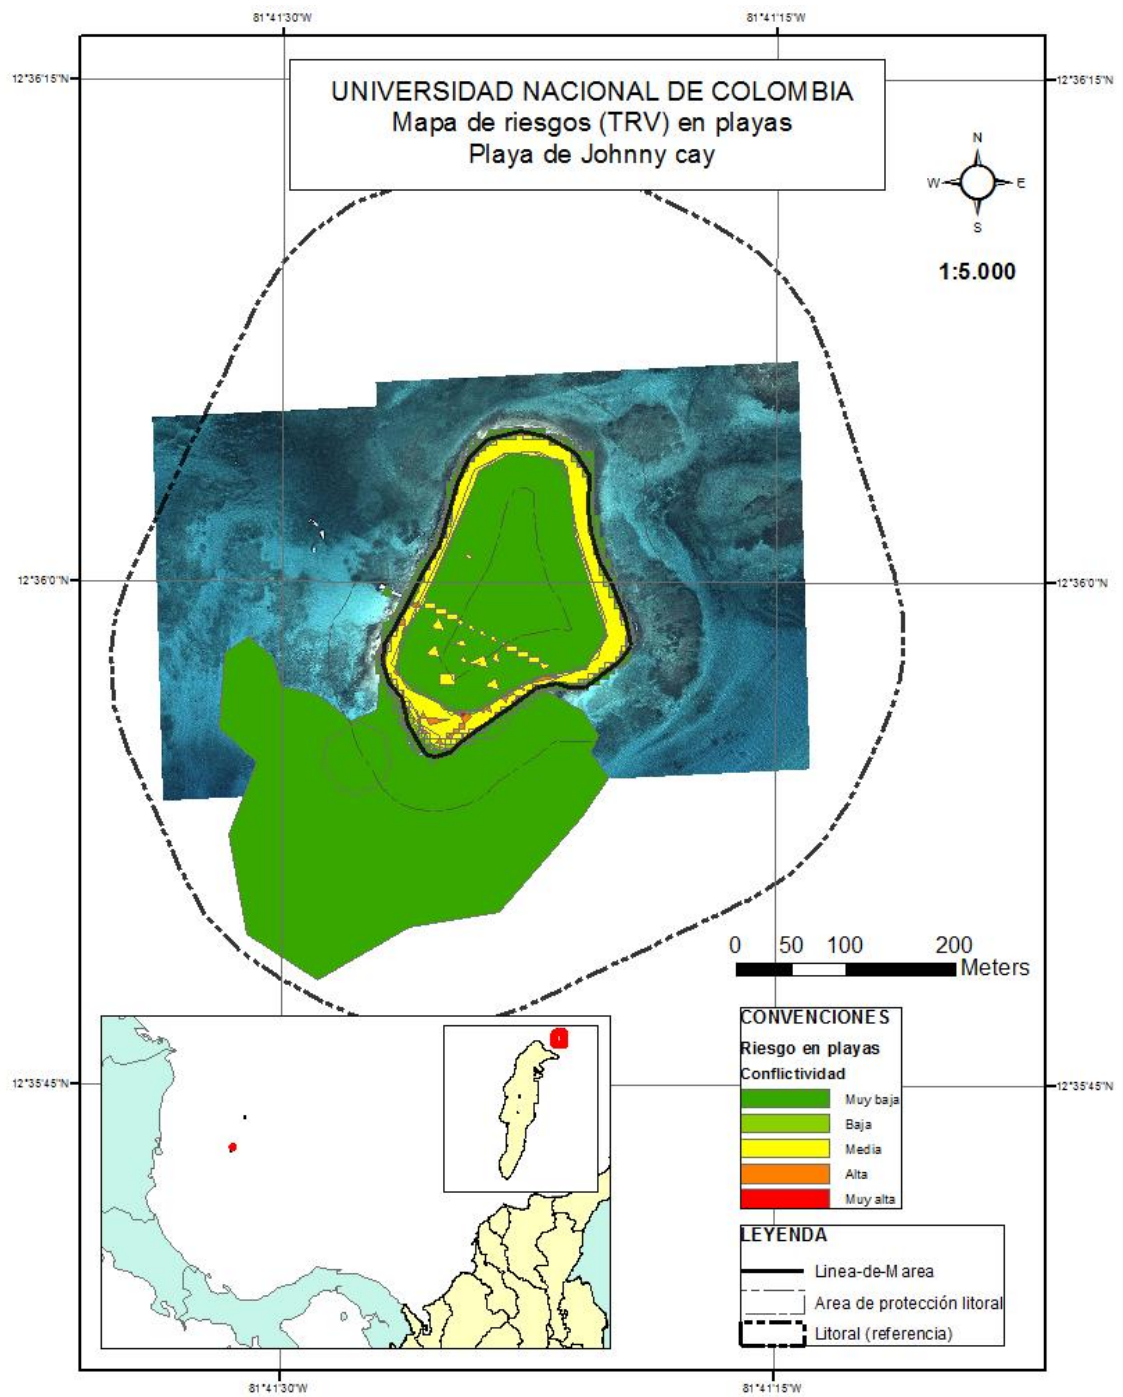 81°41'30"W
81°41'15"W
12°36'15"N
12°36'15"N
UNIVERSIDAD NACIONAL DE COLOMBIA
Mapa de riesgos (TRV) en playas
Playa de Johnny cay
N
W
E
S
1:5.000
12°36'0"N
12°36'0"N
0 50 100 200
Meters
CONVENCIONES
Riesgo en playas
Conflictividad
Muy baja
Baja
Media
Alta
Muy alta
12°35'45"N
12°35'45"N
LEYENDA
Linea-de-Marea
Area de protección litoral
Litoral (referencia)
81°41'30"W
81°41'15"W